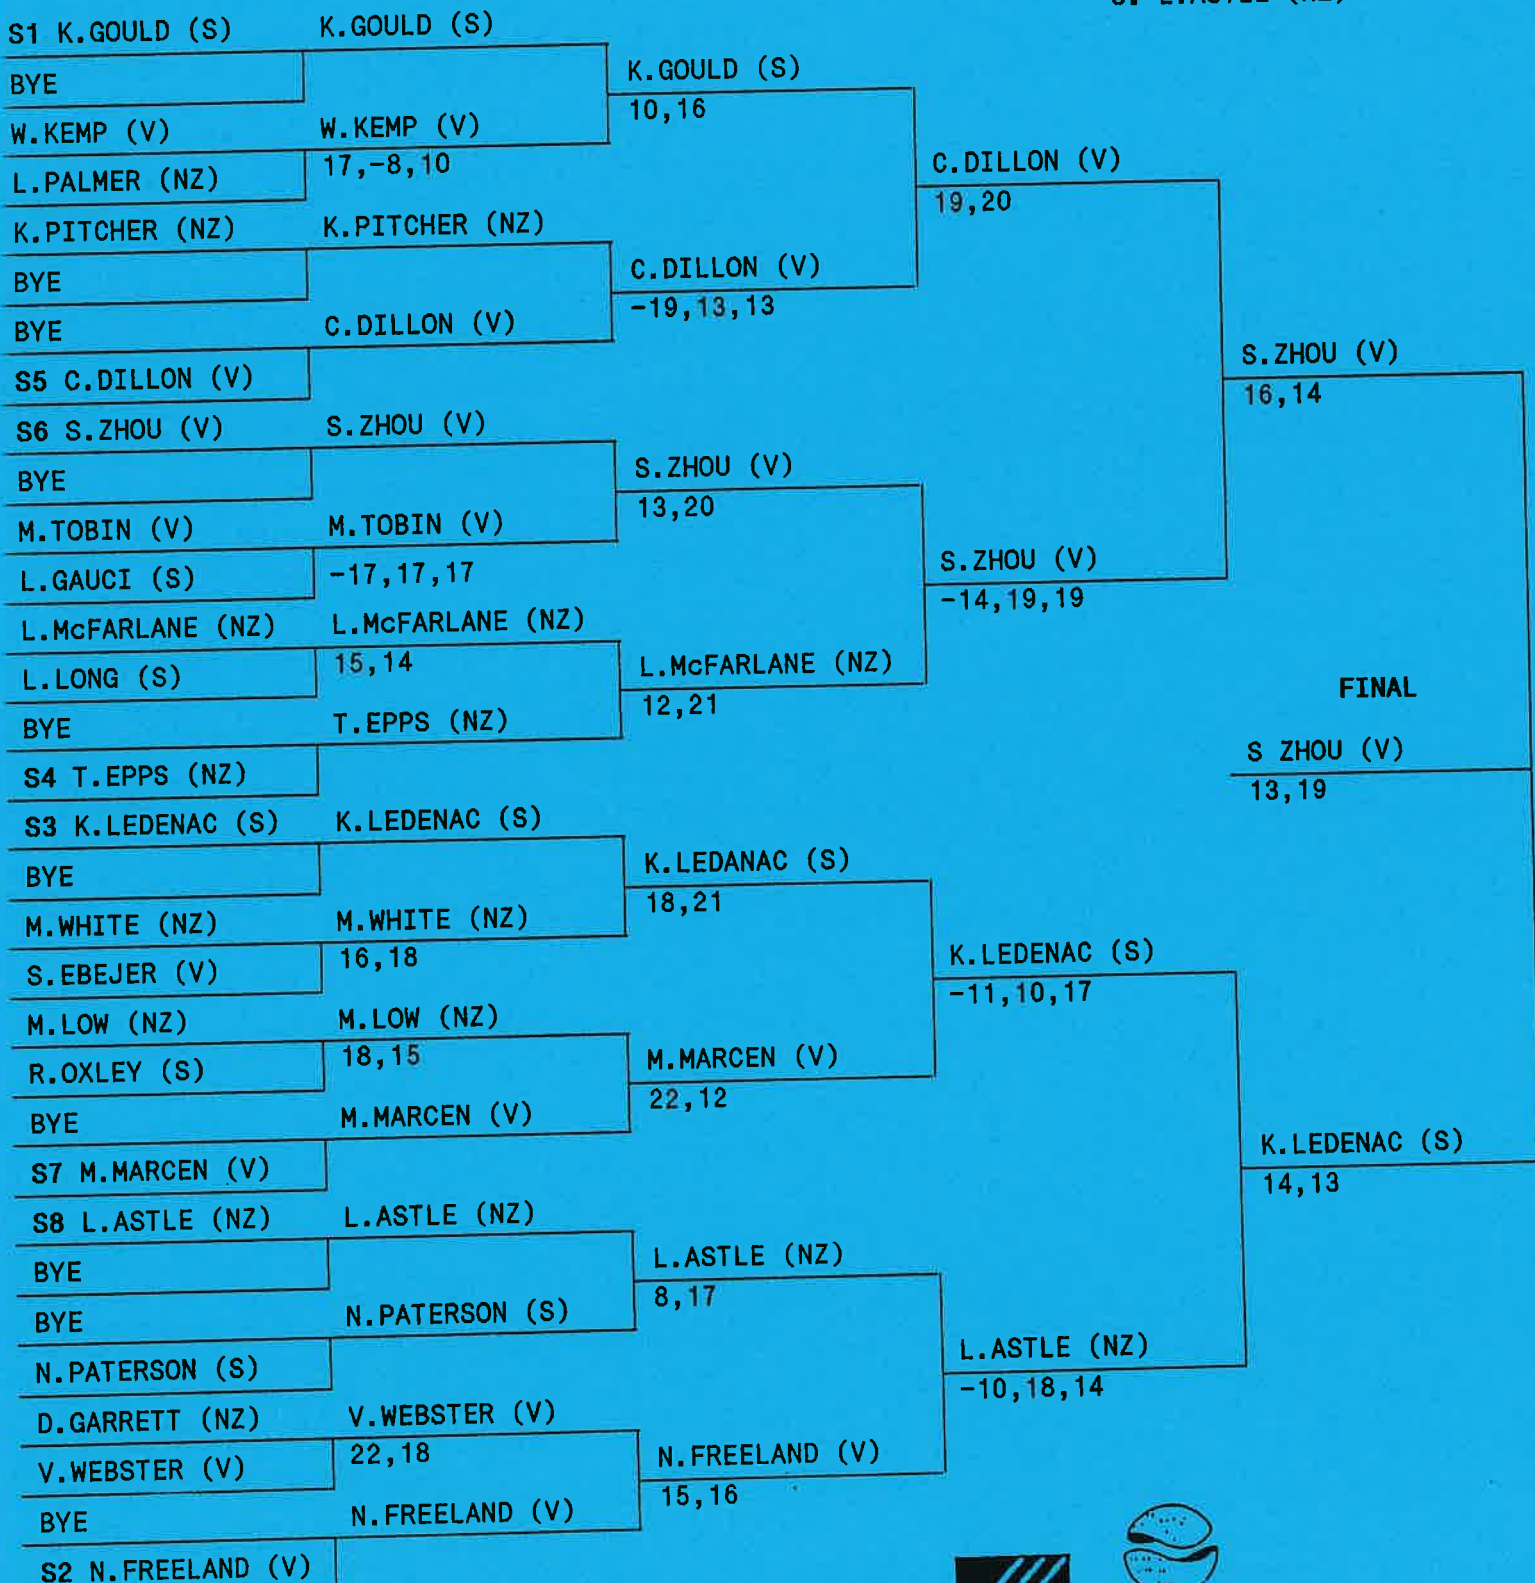 S1 K.GOULD (S)
BYE
W.KEMP (V)
L.PALMER (NZ)
K.PITCHER (NZ)
BYE
BYE
S5 C.DILLON (V)
S6 S.ZHOU (V)
BYE
M.TOBIN (V)
L.GAUCI (S)
L.McFARLANE (NZ)
L.LONG (S)
BYE
S4 T.EPPS (NZ)
S3 K.LEDENAC (S)
BYE
M.WHITE (NZ)
S.EBEJER (V)
M.LOW (NZ)
R.OXLEY (S)
BYE
S7 M.MARCEN (V)
S8 L.ASTLE (NZ)
BYE
BYE
N.PATERSON (S)
D.GARRETT (NZ)
V.WEBSTER (V)
BYE
S2 N.FREELAND (V)
K.GOULD (S)
W.KEMP (V)
17,-8,10
K.PITCHER (NZ)
C.DILLON (V)
S.ZHOU (V)
M.TOBIN (V)
-17,17,17
L.McFARLANE (NZ)
15,14
T.EPPS (NZ)
K.LEDENAC (S)
M.WHITE (NZ)
16,18
M.LOW (NZ)
18,15
M.MARCEN (V)
L.ASTLE (NZ)
N.PATERSON (S)
V.WEBSTER (V)
22,18
N.FREELAND (V)
K.GOULD (S)
10,16
C.DILLON (V)
-19,13,13
S.ZHOU (V)
13,20
L.McFARLANE (NZ)
12,21
K.LEDANAC (S)
18,21
M.MARCEN (V)
22,12
L.ASTLE (NZ)
8,17
N.FREELAND (V)
15,16
C.DILLON (V)
19,20
S.ZHOU (V)
-14,19,19
K.LEDENAC (S)
-11,10,17
L.ASTLE (NZ)
-10,18,14
S.ZHOU (V)
16,14
K.LEDENAC (S)
14,13
FINAL
S ZHOU (V)
13,19